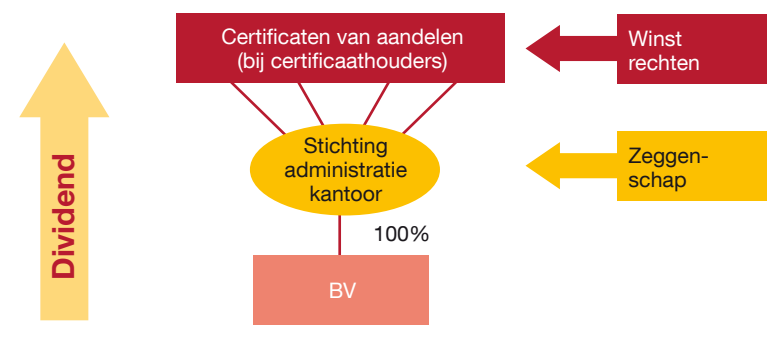 Certificaten van aandelen
(bij certificaathouders)
Winst
rechten
Stichting
administratie
kantoor
Zeggen-
schap
Dividend
100%
BV